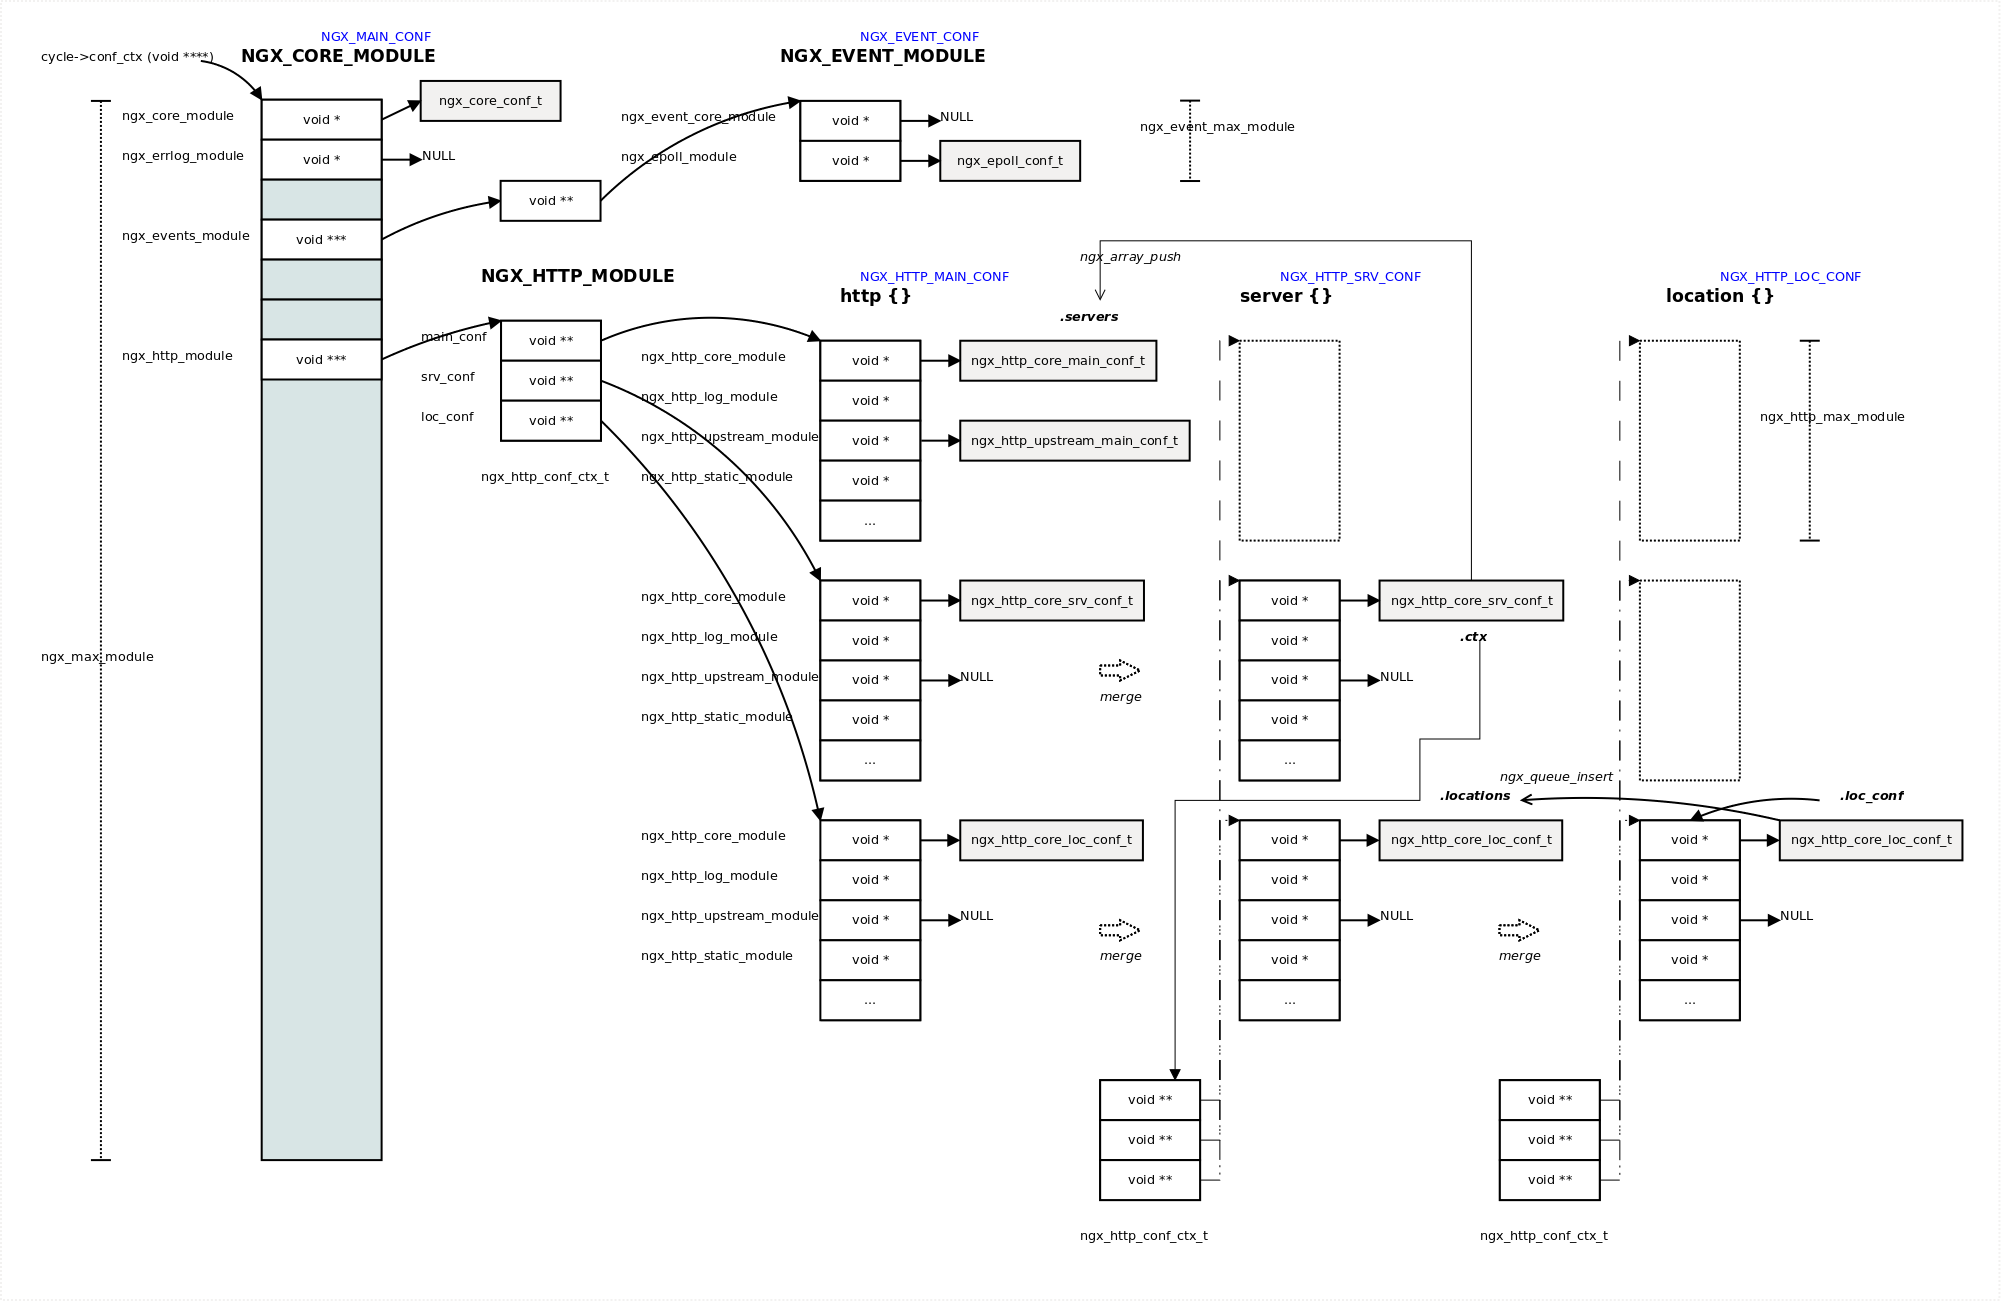 NGX_MAIN_CONF
NGX_EVENT_CONF
cycle->conf_ctx (void ****)
NGX_CORE_MODULE
NGX_EVENT_MODULE
ngx_core_conf_t
ngx_core_module
void *
ngx_event_core_module
void *
NULL
ngx_event_max_module
ngx_errlog_module
void *
NULL
ngx_epoll_module
void *
ngx_epoll_conf_t
void **
ngx_events_module
void ***
ngx_array_push
NGX_HTTP_MODULE
NGX_HTTP_MAIN_CONF
NGX_HTTP_SRV_CONF
NGX_HTTP_LOC_CONF
http {}
server {}
location {}
.servers
main_conf
void **
ngx_http_module
void ***
ngx_http_core_module
void *
ngx_http_core_main_conf_t
srv_conf
void **
ngx_http_log_module
void *
loc_conf
void **
ngx_http_max_module
ngx_http_upstream_module
void *
ngx_http_upstream_main_conf_t
ngx_http_conf_ctx_t
ngx_http_static_module
void *
...
ngx_http_core_module
void *
ngx_http_core_srv_conf_t
void *
ngx_http_core_srv_conf_t
ngx_http_log_module
void *
void *
.ctx
ngx_max_module
ngx_http_upstream_module
void *
NULL
merge
void *
NULL
ngx_http_static_module
void *
void *
...
...
ngx_queue_insert
.locations
.loc_conf
ngx_http_core_module
void *
ngx_http_core_loc_conf_t
void *
ngx_http_core_loc_conf_t
void *
ngx_http_core_loc_conf_t
ngx_http_log_module
void *
void *
void *
ngx_http_upstream_module
void *
NULL
void *
NULL
void *
NULL
ngx_http_static_module
void *
merge
void *
merge
void *
...
...
...
void **
void **
void **
void **
void **
void **
ngx_http_conf_ctx_t
ngx_http_conf_ctx_t